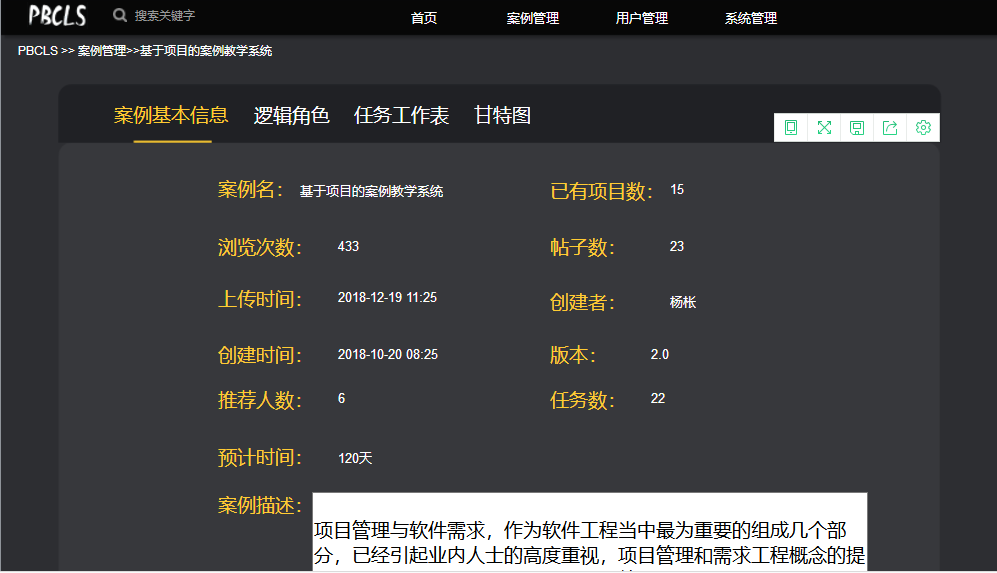 PBCLS 搜索关键字 首页 案例管理 用户管理 系统管理
PBCLS >> 案例管理>>基于项目的案例教学系统
案例基本信息 逻辑角色 任务工作表 甘特图
案例名： 基于项目的案例教学系统 已有项目数： 15
浏览次数： 433 帖子数： 23
上传时间： 2018-12-19 11:25 创建者： 杨枨
创建时间： 2018-10-20 08:25 版本： 2.0
推荐人数： 6 任务数： 22
预计时间： 120天
案例描述：
项目管理与软件需求，作为软件工程当中最为重要的组成几个部
分，已经引起业内人士的高度重视，项目管理和需求工程概念的提